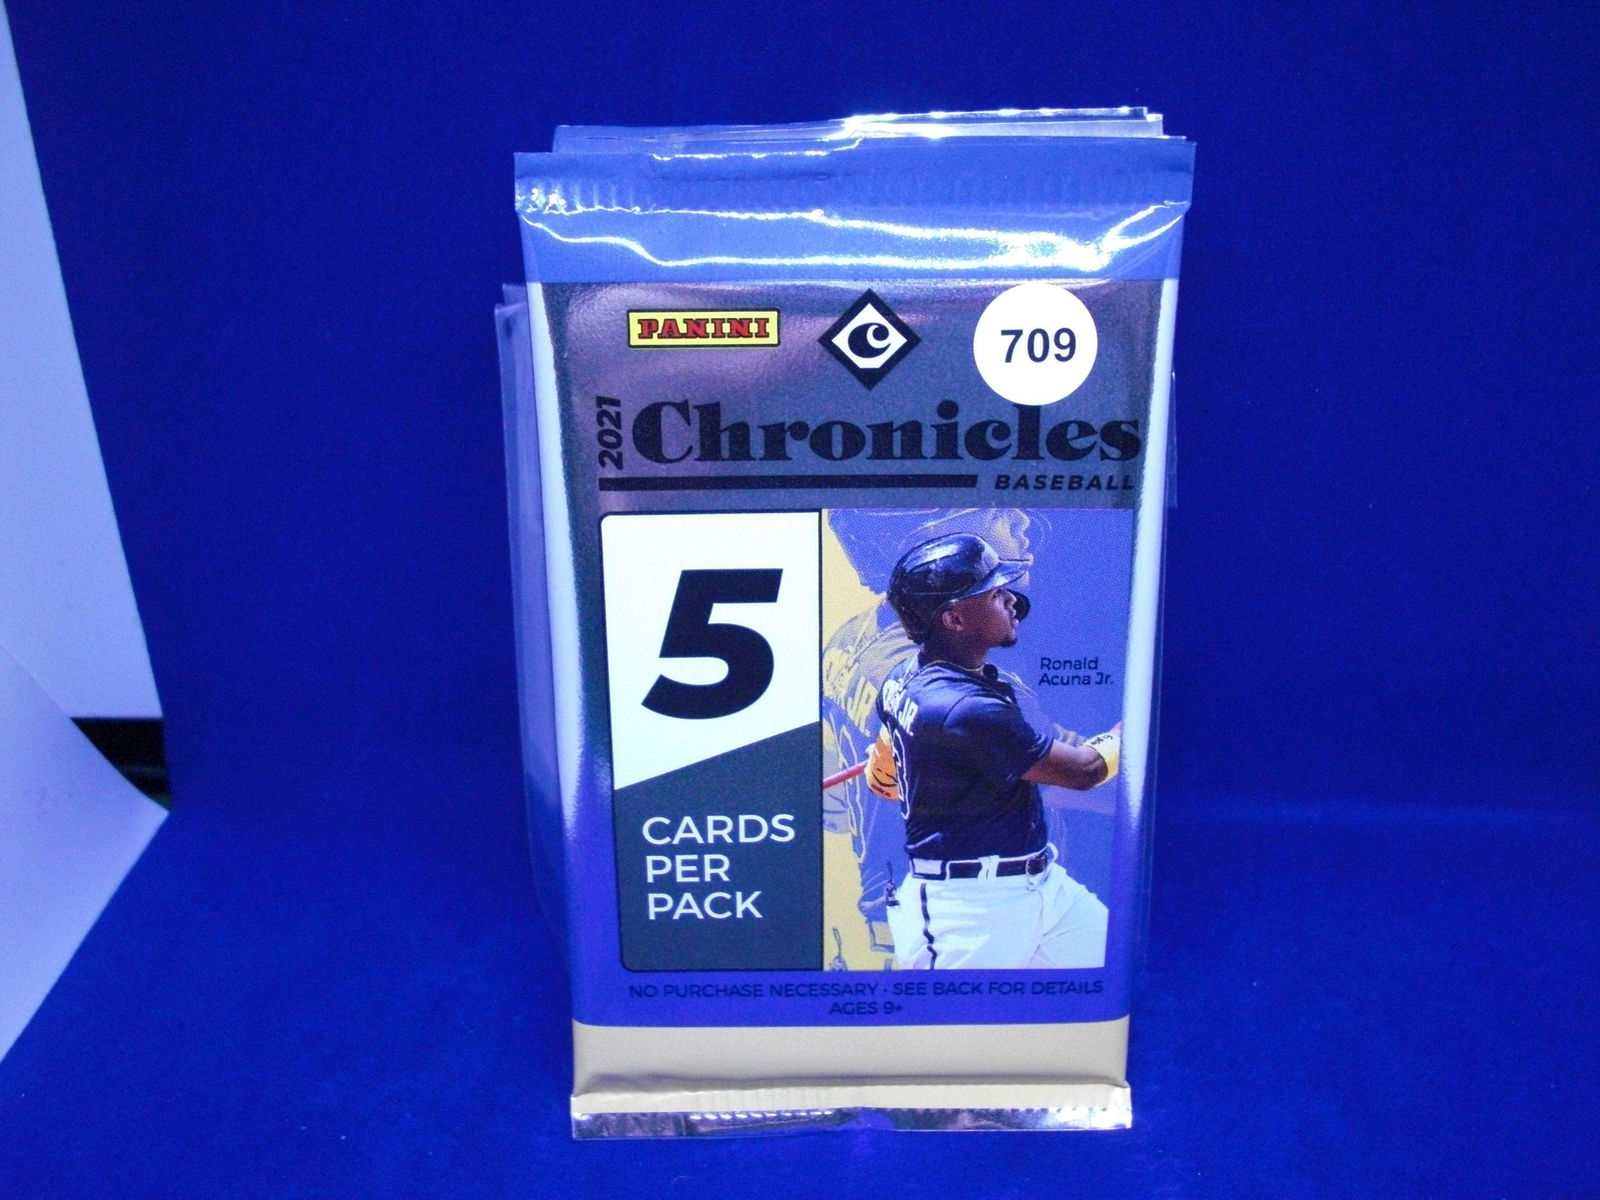 PANINI
C
709
2021
Chronicles
BASEBALL
5
CARDS
PER
PACK
Ronald
Acuna Jr.
NO PURCHASE NECESSARY - SEE BACK FOR DETAILS
AGES 9+